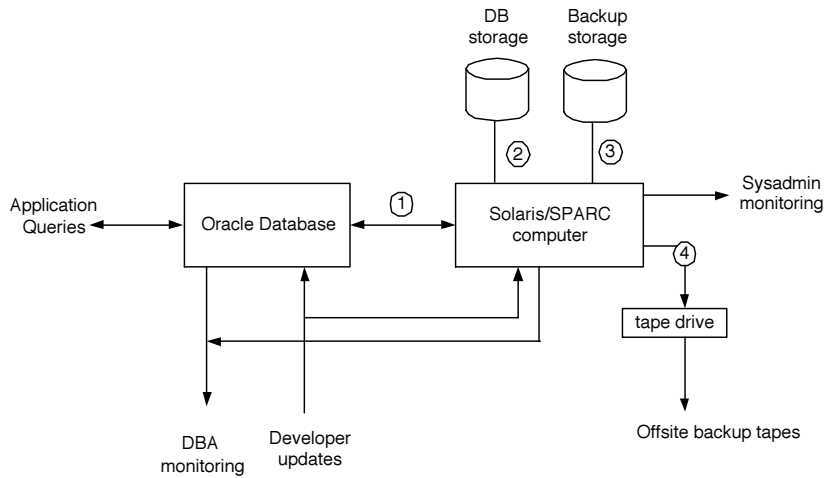 DB
storage
Backup
storage
2
3
Application
Queries
Oracle Database
1
Solaris/SPARC
computer
Sysadmin
monitoring
4
tape drive
DBA
monitoring
Developer
updates
Offsite backup tapes